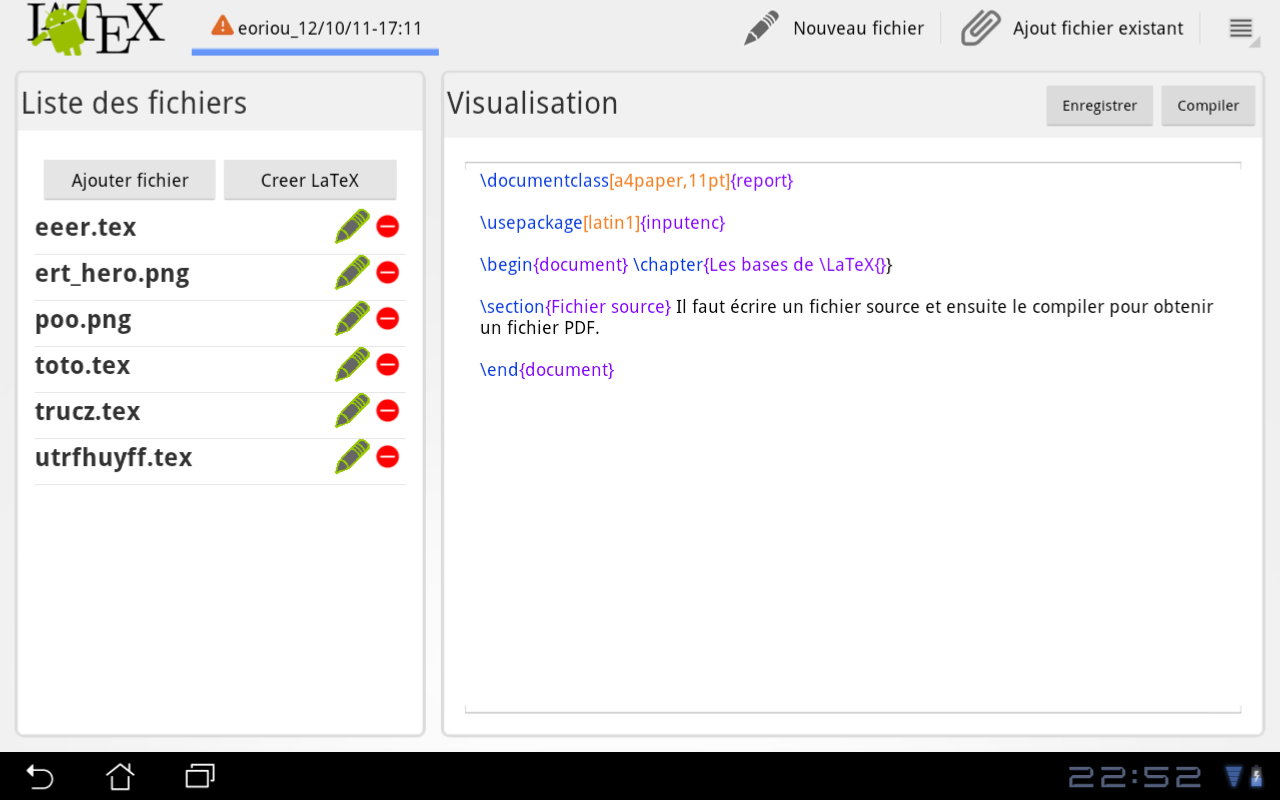 LATEX
eoriou_12/10/11-17:11
Nouveau fichier
Ajout fichier existant
Liste des fichiers
Ajouter fichier
Creer LaTeX
eeer.tex
ert_hero.png
poo.png
toto.tex
trucz.tex
utrfhuyff.tex
Visualisation
Enregistrer
Compiler
\documentclass[a4paper,11pt]{report}
\usepackage[latin1]{inputenc}
\begin{document} \chapter{Les bases de \LaTeX{}}
\section{Fichier source} Il faut écrire un fichier source et ensuite le compiler pour obtenir
un fichier PDF.
\end{document}
22:52